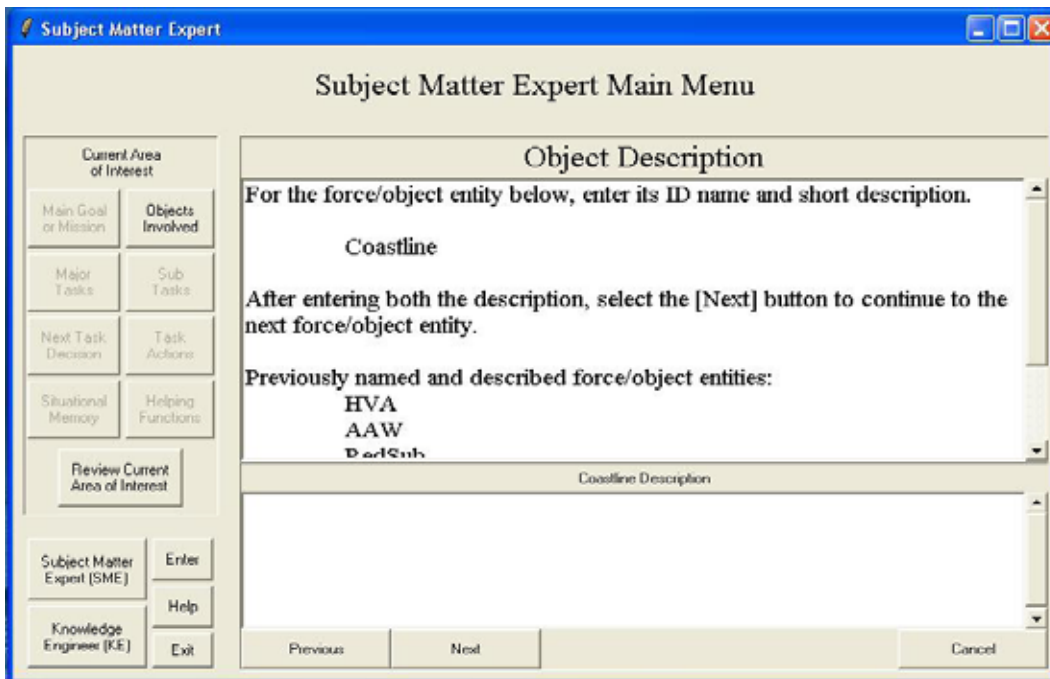 Subject Matter Expert
Subject Matter Expert Main Menu
Current Area
of Interest
Main Goal
or Mission
Objects
Involved
Major
Tasks
Sub
Tasks
Next Task
Decision
Task
Actions
Situational
Memory
Helping
Functions
Review Current
Area of Interest
Subject Matter
Expert (SME)
Enter
Help
Knowledge
Engineer (KE)
Exit
Object Description
For the force/object entity below, enter its ID name and short description.
Coastline
After entering both the description, select the [Next] button to continue to the
next force/object entity.
Previously named and described force/object entities:
HVA
AAW
RedSub
Coastline Description
Previous
Next
Cancel